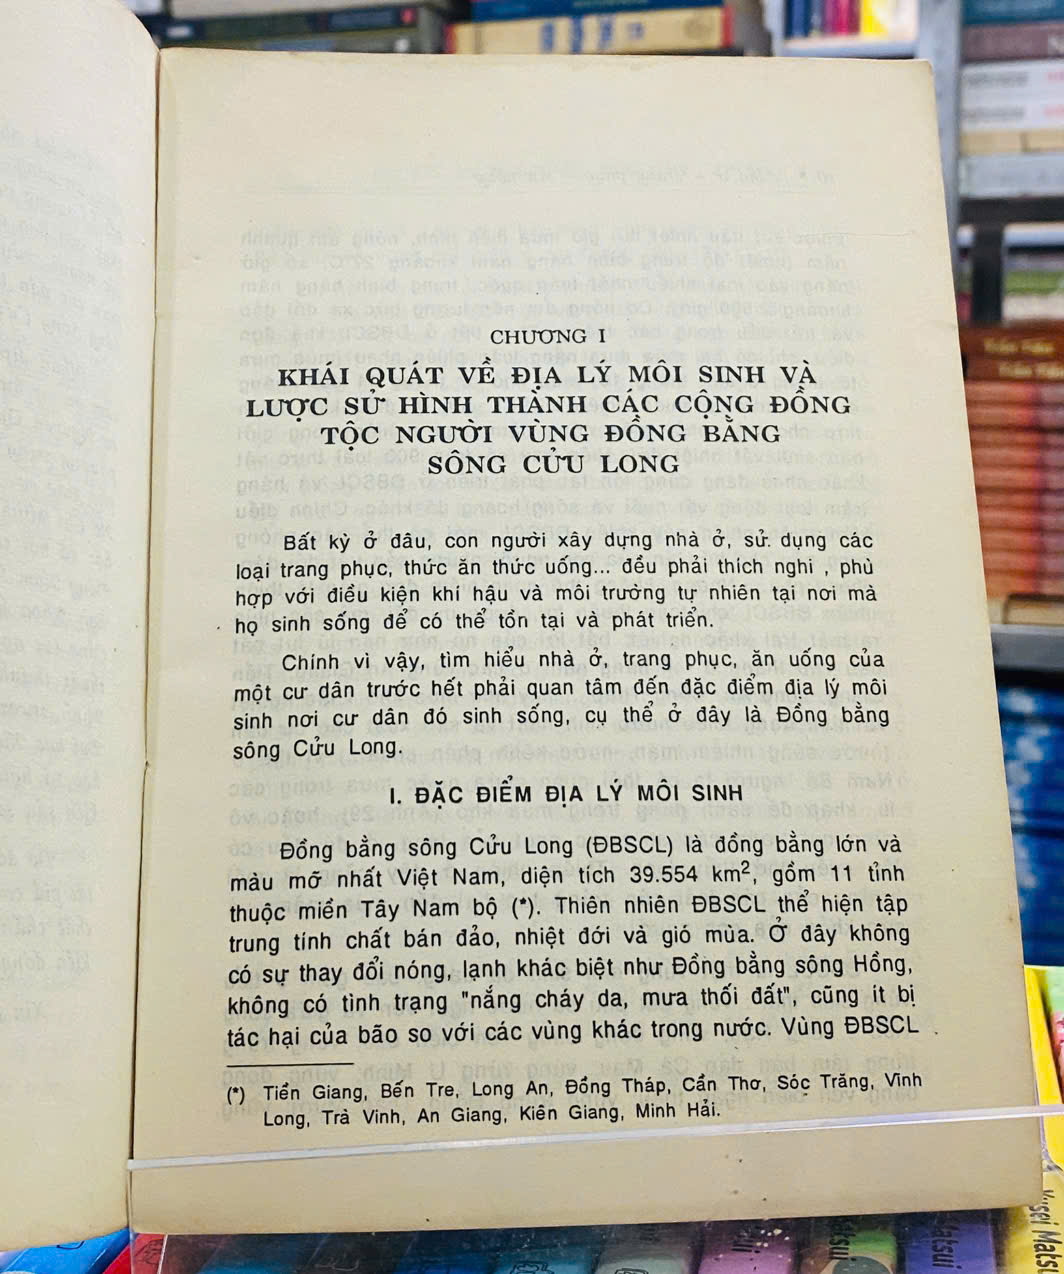 CHƯƠNG I
KHÁI QUÁT VỀ ĐỊA LÝ MÔI SINH VÀ
LƯỢC SỬ HÌNH THÀNH CÁC CỘNG ĐỒNG
TỘC NGƯỜI VÙNG ĐỒNG BẰNG
SÔNG CỬU LONG
Bất kỳ ở đâu, con người xây dựng nhà ở, sử. dụng các
loại trang phục, thức ăn thức uống... đều phải thích nghi , phù
hợp với điều kiện khí hậu và môi trường tự nhiên tại nơi mà
họ sinh sống để có thể tồn tại và phát triển.
Chính vì vậy, tìm hiểu nhà ở, trang phục, ăn uống của
một cư dân trước hết phải quan tâm đến đặc điểm địa lý môi
sinh nơi cư dân đó sinh sống, cụ thể ở đây là Đồng bằng
sông Cửu Long.
I. ĐẶC ĐIỂM ĐỊA LÝ MÔI SINH
Đồng bằng sông Cửu Long (ĐBSCL) là đồng bằng lớn và
màu mỡ nhất Việt Nam, diện tích 39.554 km², gồm 11 tỉnh
thuộc miền Tây Nam bộ (*). Thiên nhiên ĐBSCL thể hiện tập
trung tính chất bán đảo, nhiệt đới và gió mùa. Ở đây không
có sự thay đổi nóng, lạnh khác biệt như Đồng bằng sông Hồng,
không có tình trạng "nắng cháy da, mưa thối đất", cũng ít bị
tác hại của bão so với các vùng khác trong nước. Vùng ĐBSCL
(*) Tiền Giang, Bến Tre, Long An, Đồng Tháp, Cần Thơ, Sóc Trăng, Vĩnh
Long, Trà Vinh, An Giang, Kiên Giang, Minh Hải.